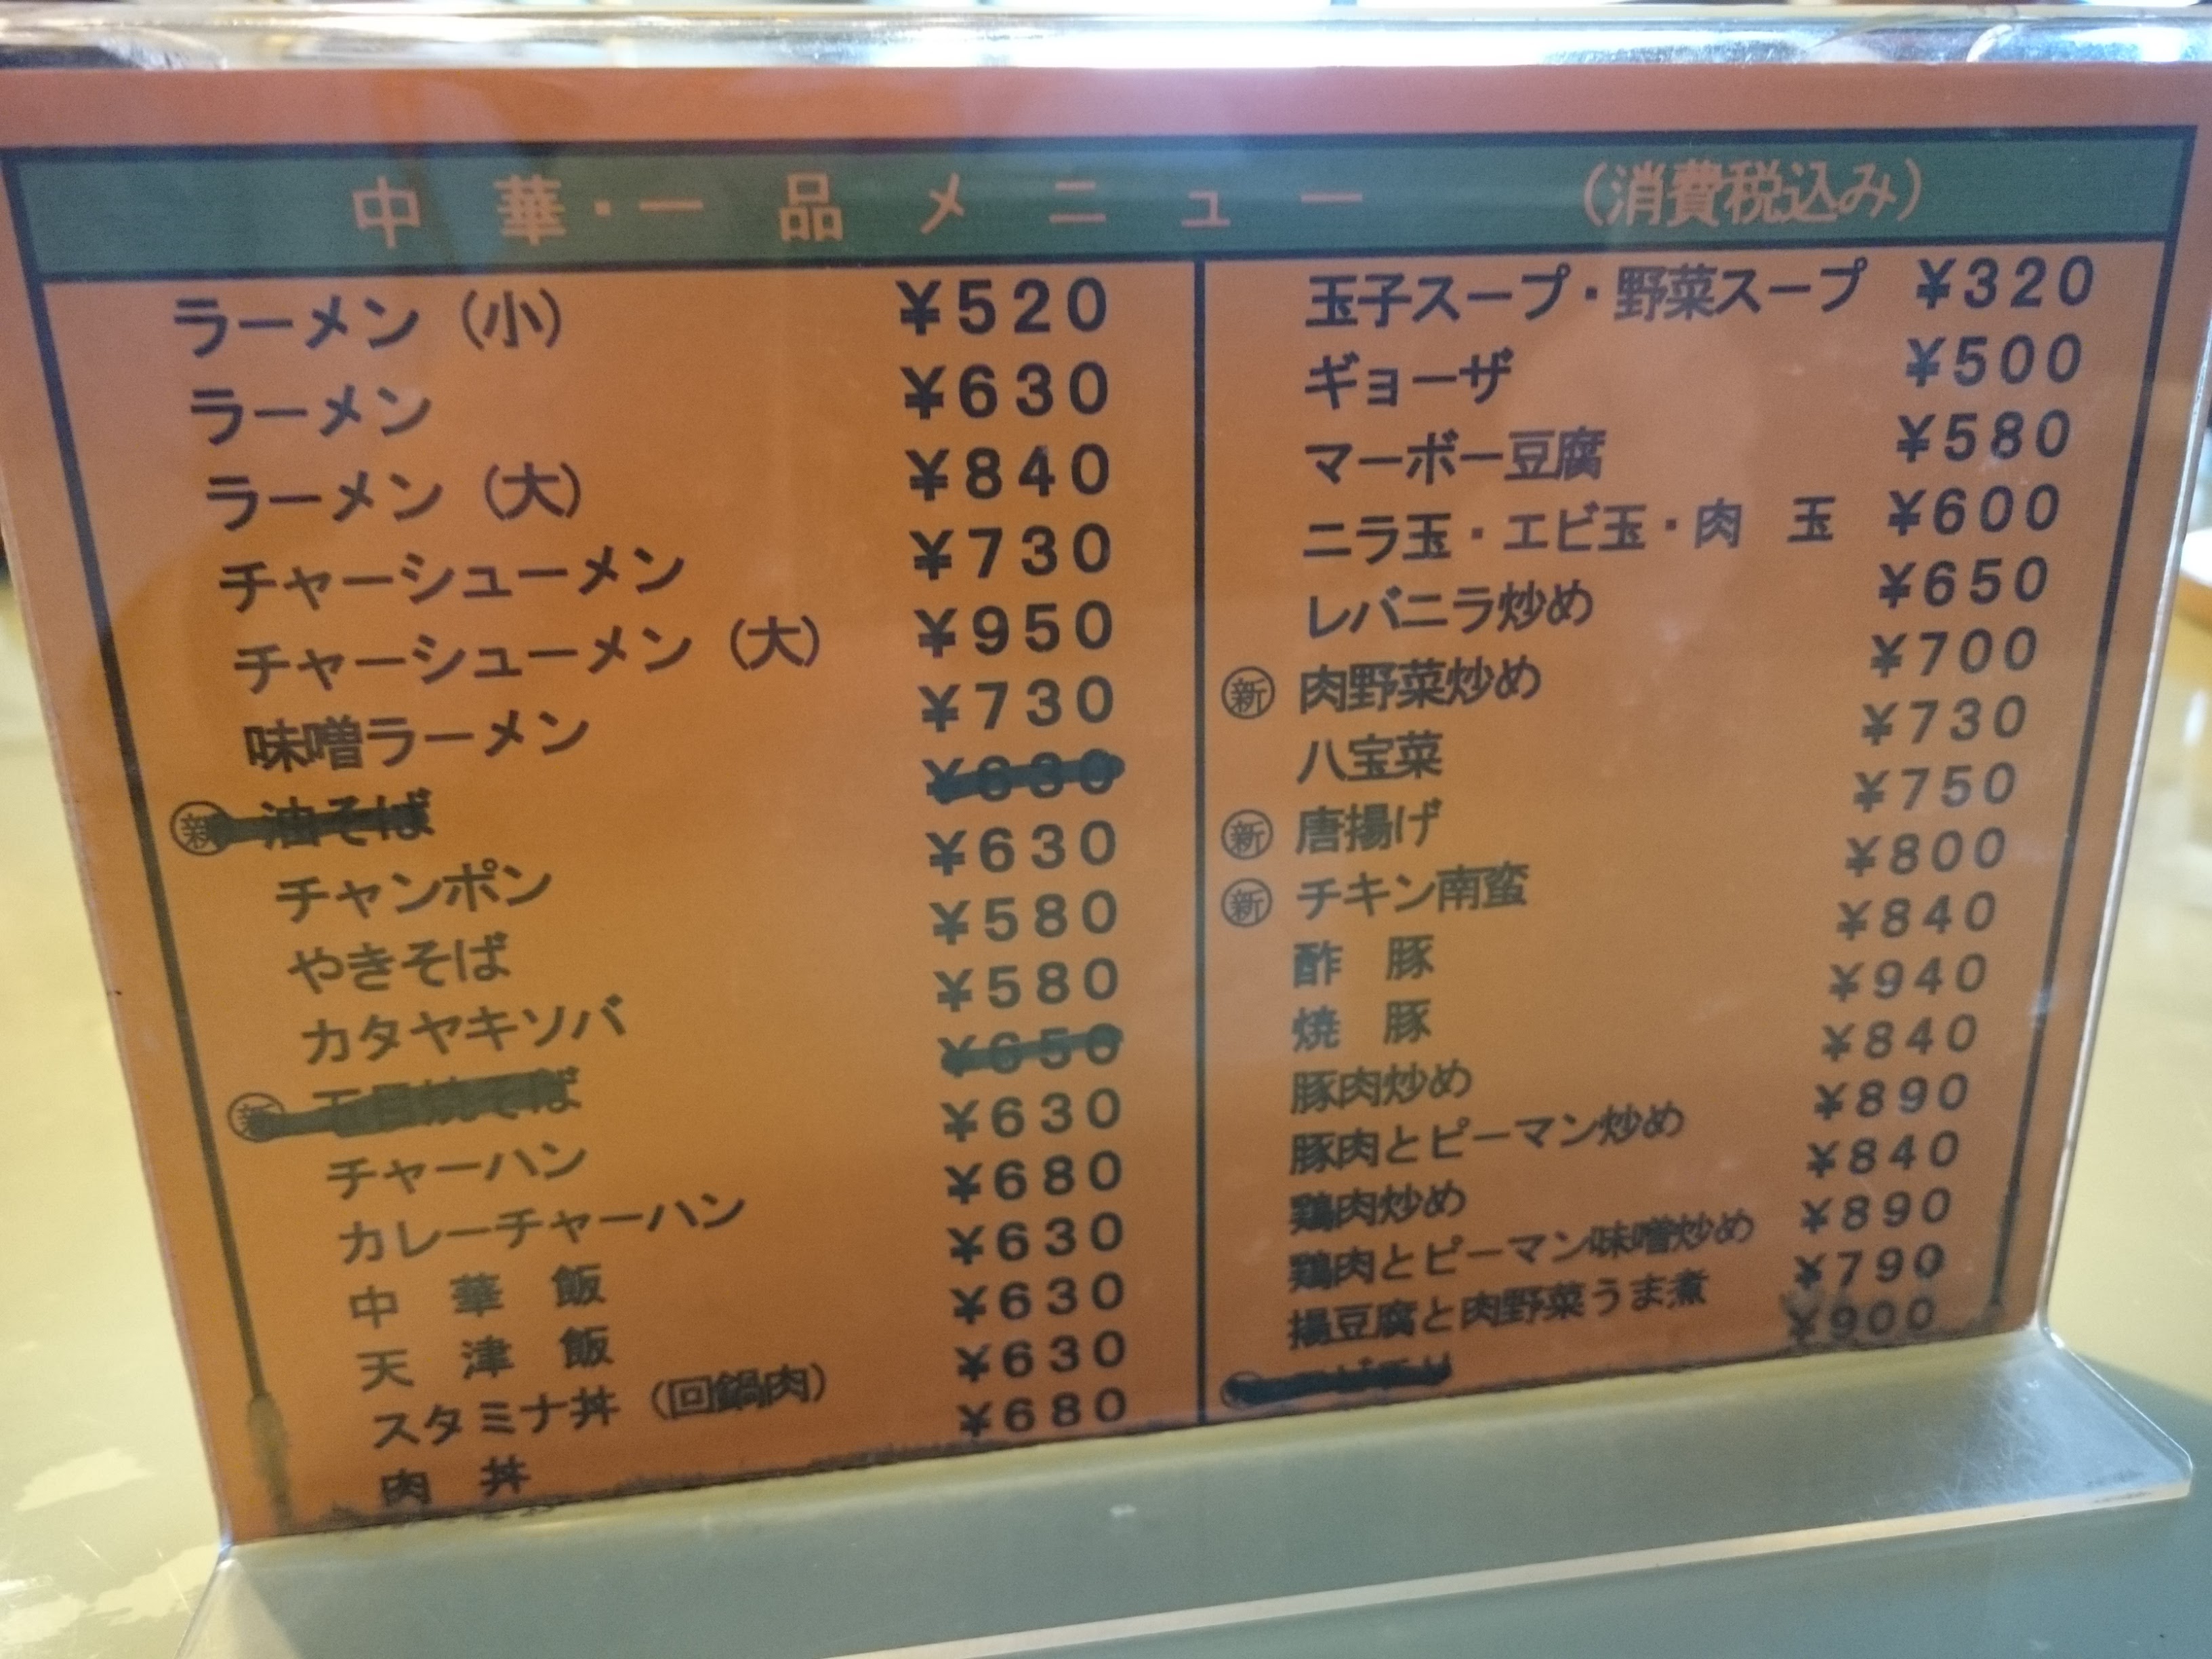 中華・一品メニュー (消費税込み)
ラーメン(小) ¥520
ラーメン ¥630
ラーメン(大) ¥840
チャーシューメン ¥730
チャーシューメン(大) ¥950
味噌ラーメン ¥730
㊟油そば ¥630
チャンポン ¥630
やきそば ¥580
カタヤキソバ ¥580
新 焼そば ¥650
チャーハン ¥630
カレーチャーハン ¥680
中華飯 ¥630
天津飯 ¥630
スタミナ丼(回鍋肉) ¥630
肉丼 ¥680
玉子スープ・野菜スープ ¥320
ギョーザ ¥500
マーボー豆腐 ¥580
ニラ玉・エビ玉・肉玉 ¥600
レバニラ炒め ¥650
新 肉野菜炒め ¥700
八宝菜 ¥730
新 唐揚げ ¥750
新 チキン南蛮 ¥800
酢豚 ¥840
焼豚 ¥940
豚肉炒め ¥840
豚肉とピーマン炒め ¥890
鶏肉炒め ¥840
鶏肉とピーマン味噌炒め ¥890
揚豆腐と肉野菜うま煮 ¥790
¥900